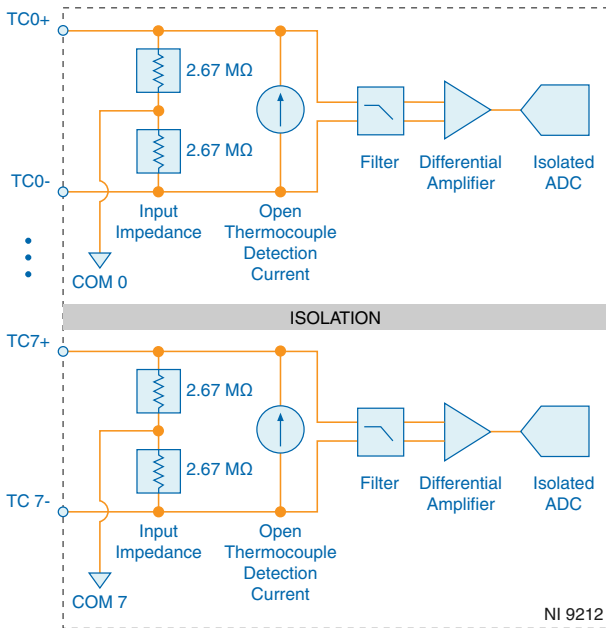 TC0+
2.67 MΩ
2.67 MΩ
TC0-
Input
Impedance
Open
Thermocouple
Detection
Current
Filter
Differential
Amplifier
Isolated
ADC
COM 0
ISOLATION
TC7+
2.67 MΩ
2.67 MΩ
TC 7-
Input
Impedance
Open
Thermocouple
Detection
Current
Filter
Differential
Amplifier
Isolated
ADC
COM 7
NI 9212